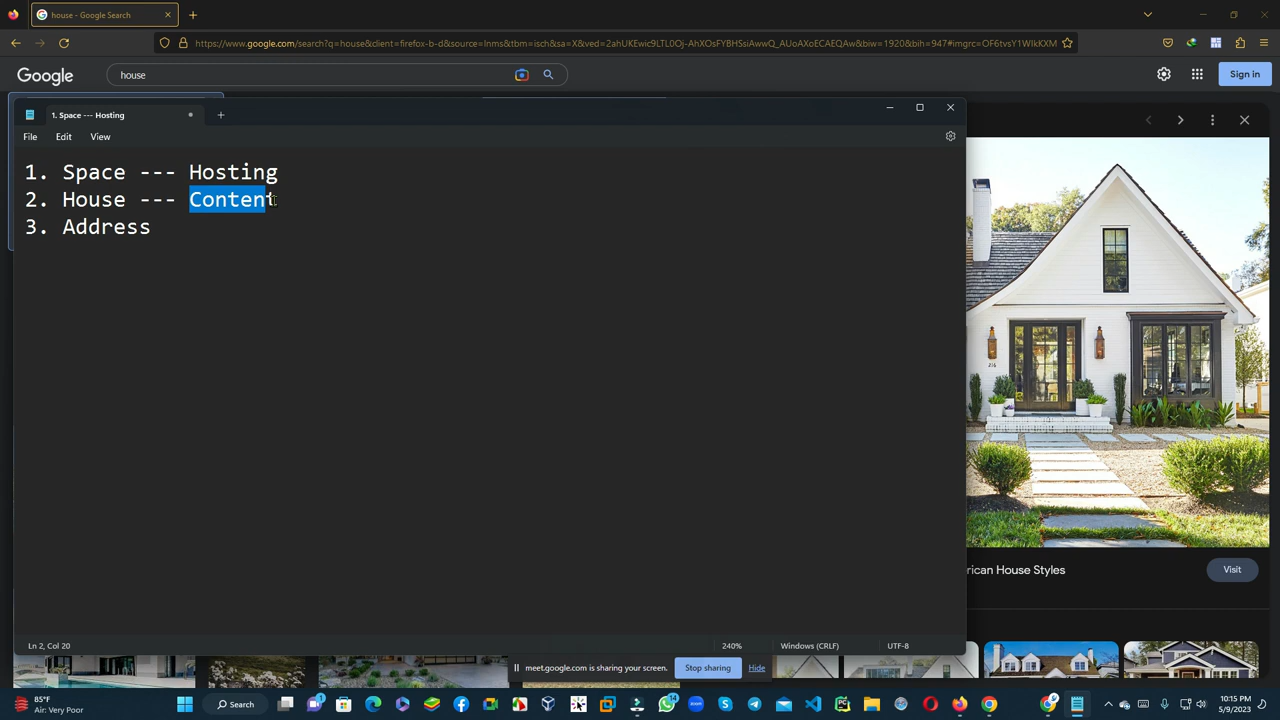 house - Google Search
https://www.google.com/search?q=house&client=firefox-b-d&source=lnms&tbm=isch&sa=X&ved=2ahUKEwic9LTL0Oj-AhXOsFYBHSsiAwwQ_AUoAXoECAEQAw&biw=1920&bih=947#imgrc=OF6tvsY1WIkKXM
Google
house
Sign in
1. Space --- Hosting
File Edit View
1. Space --- Hosting
2. House --- Content
3. Address
216
rican House Styles
Visit
Ln 2, Col 20
240%
Windows (CRLF)
UTF-8
meet.google.com is sharing your screen.
Stop sharing
Hide
85°F
Air: Very Poor
Search
10:15 PM
5/9/2023